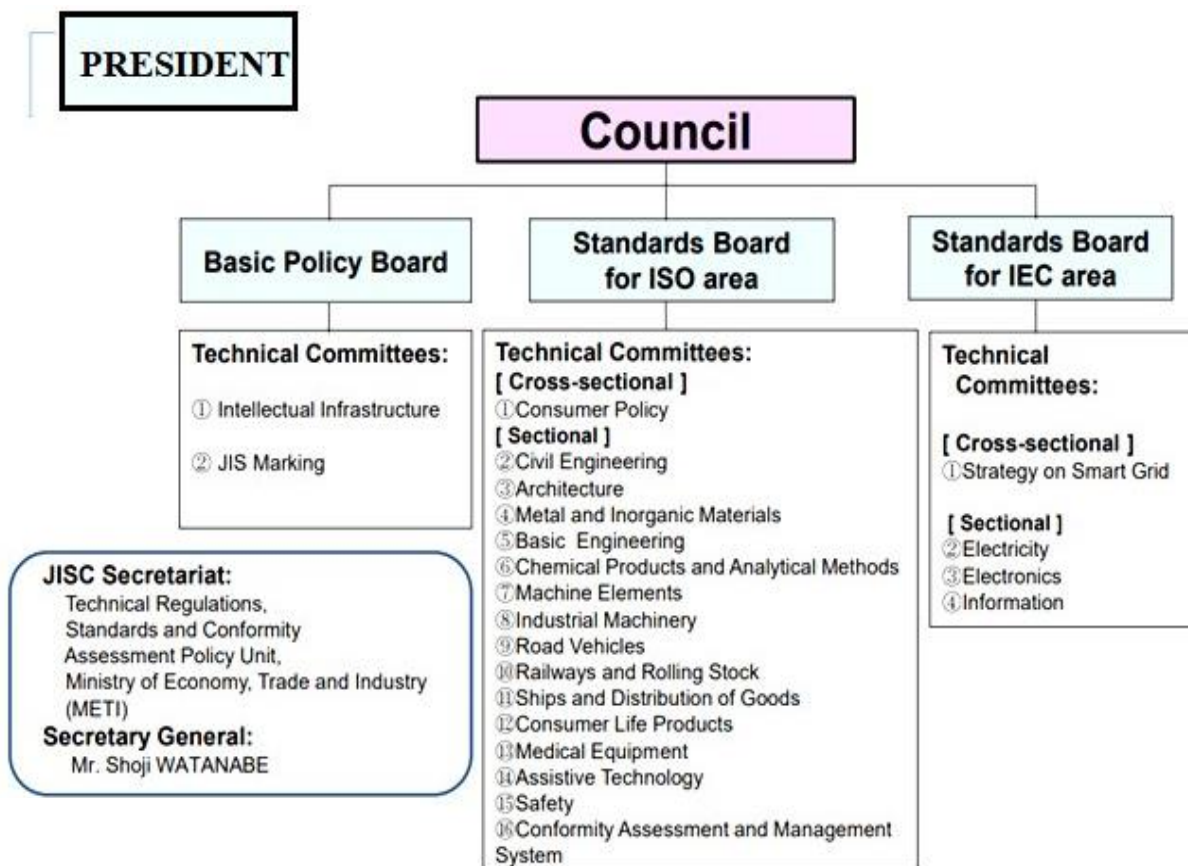 PRESIDENT
Council
Basic Policy Board
Standards Board
for ISO area
Standards Board
for IEC area
Technical Committees:
① Intellectual Infrastructure
② JIS Marking
Technical Committees:
[ Cross-sectional ]
①Consumer Policy
[ Sectional ]
②Civil Engineering
③Architecture
④Metal and Inorganic Materials
⑤Basic Engineering
⑥Chemical Products and Analytical Methods
⑦Machine Elements
⑧Industrial Machinery
⑨Road Vehicles
⑩Railways and Rolling Stock
⑪Ships and Distribution of Goods
⑫Consumer Life Products
⑬Medical Equipment
⑭Assistive Technology
⑮Safety
⑯Conformity Assessment and Management
System
Technical
Committees:
[ Cross-sectional ]
①Strategy on Smart Grid
[ Sectional ]
②Electricity
③Electronics
④Information
JISC Secretariat:
Technical Regulations,
Standards and Conformity
Assessment Policy Unit,
Ministry of Economy, Trade and Industry
(METI)
Secretary General:
Mr. Shoji WATANABE